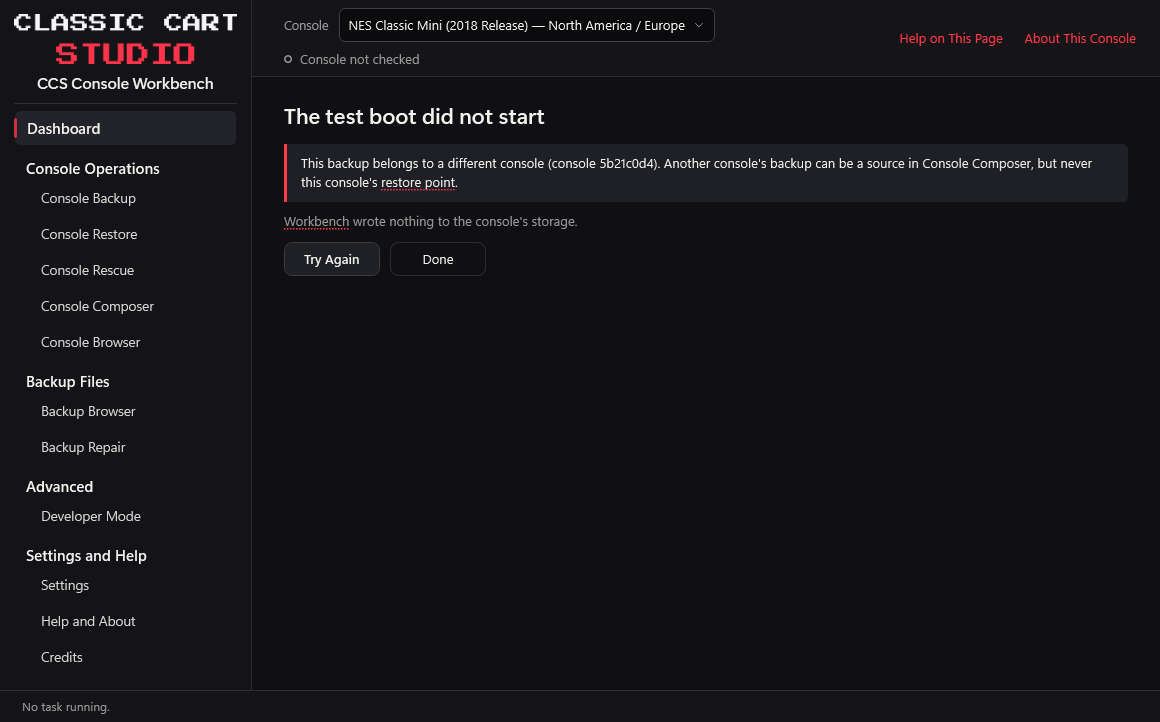 CLASSIC CART
STUDIO
CCS Console Workbench
Dashboard
Console Operations
Console Backup
Console Restore
Console Rescue
Console Composer
Console Browser
Backup Files
Backup Browser
Backup Repair
Advanced
Developer Mode
Settings and Help
Settings
Help and About
Credits
Console
NES Classic Mini (2018 Release) — North America / Europe
Console not checked
Help on This Page
About This Console
The test boot did not start
This backup belongs to a different console (console 5b21c0d4). Another console's backup can be a source in Console Composer, but never
this console's restore point.
Workbench wrote nothing to the console's storage.
Try Again
Done
No task running.